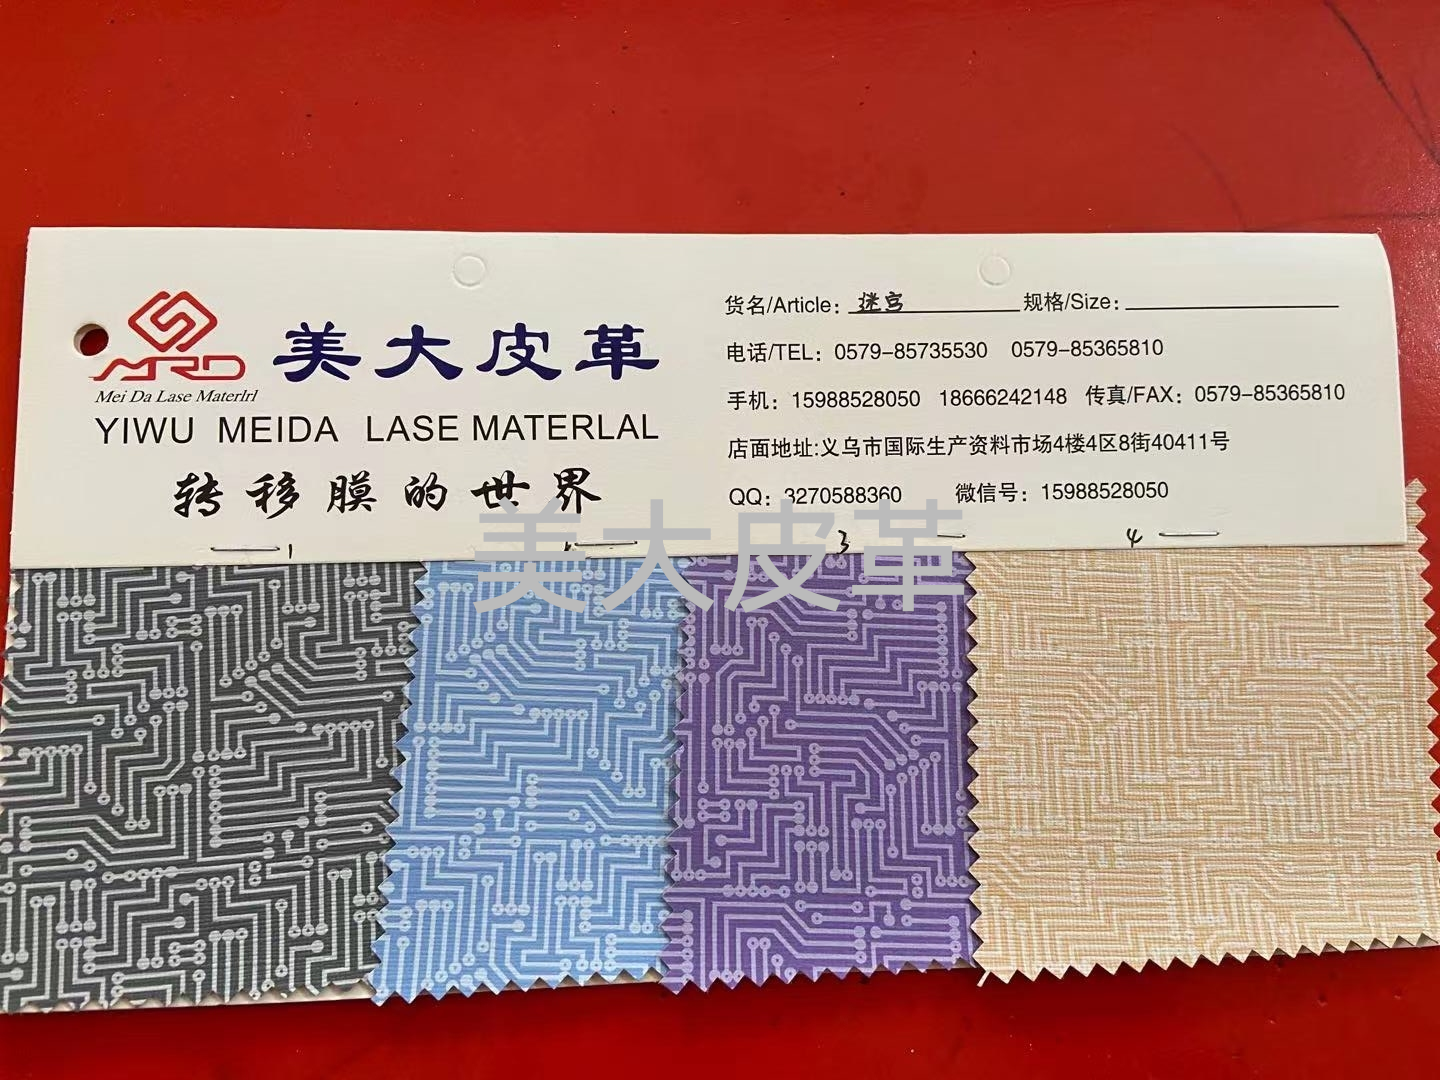 MRD
Mei Da Lase Materlrl
美大皮革
YIWU MEIDA LASE MATERLAL
转移膜的世界
货名/Article: 迷宫 规格/Size:
电话/TEL: 0579-85735530 0579-85365810
手机: 15988528050 18666242148 传真/FAX: 0579-85365810
店面地址:义乌市国际生产资料市场4楼4区8街40411号
QQ: 3270588360 微信号: 15988528050
美大皮革
1 3 4